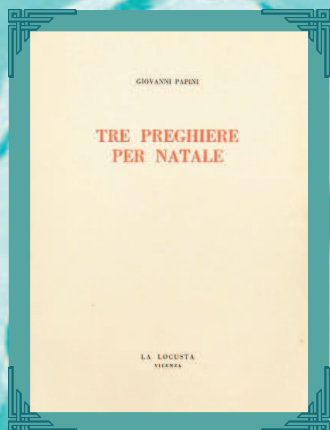 GIOVANNI PAPINI
TRE PREGHIERE
PER NATALE
LA LOCUSTA
VICENZA